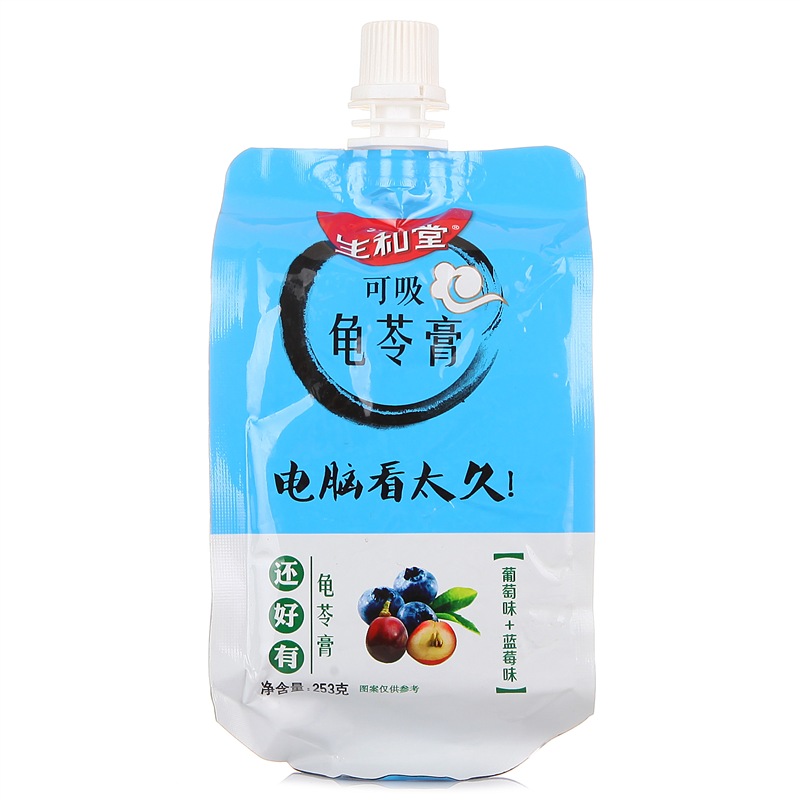 生和堂®
可吸
龟苓膏
电脑看太久!
还好有
龟苓膏
【葡萄味+蓝莓味】
净含量:253克
图案仅供参考